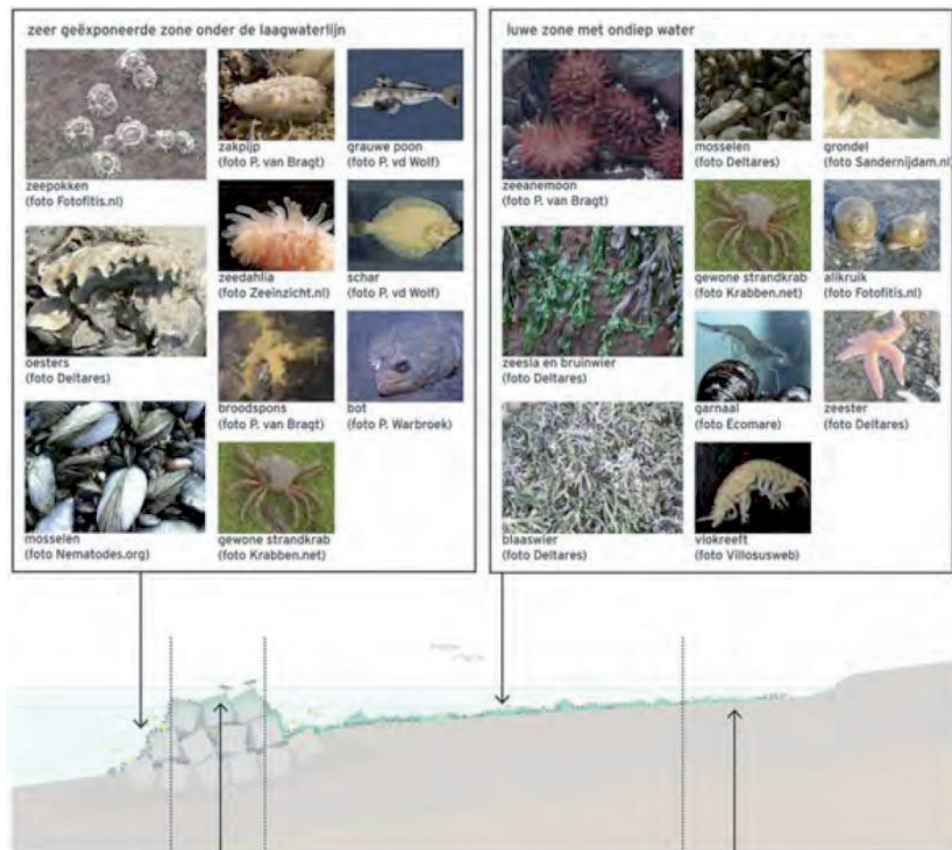 zeer geëxponeerde zone onder de laagwaterlijn
zeepokken
(foto Fotofitis.nl)
zakpijp
(foto P. van Bragt)
grauwe poon
(foto P. vd Wolf)
oesters
(foto Deltares)
zeedahlia
(foto Zeeinzicht.nl)
schar
(foto P. vd Wolf)
broodspons
(foto P. van Bragt)
bot
(foto P. Warbroek)
mosselen
(foto Nematodes.org)
gewone strandkrab
(foto Krabben.net)
luwe zone met ondiep water
zeeanemoon
(foto P. van Bragt)
mosselen
(foto Deltares)
grondel
(foto Sandernijdam.nl)
zeesla en bruinwier
(foto Deltares)
gewone strandkrab
(foto Krabben.net)
alikruik
(foto Fotofitis.nl)
garnaal
(foto Ecomare)
zeester
(foto Deltares)
blaaswier
(foto Deltares)
vlokreeft
(foto Villosusweb)